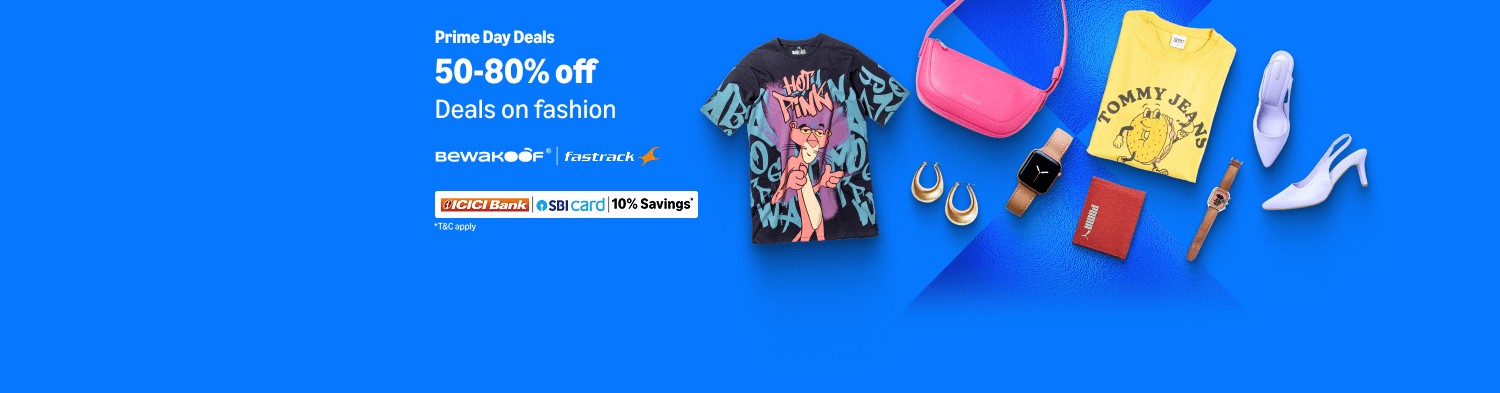 Prime Day Deals
50-80% off
Deals on fashion
BEWAKOOF® | fastrack
ICICI Bank | SBI card | 10% Savings*
*T&C apply
HOT
PINK
TOMMY JEANS
PUMA